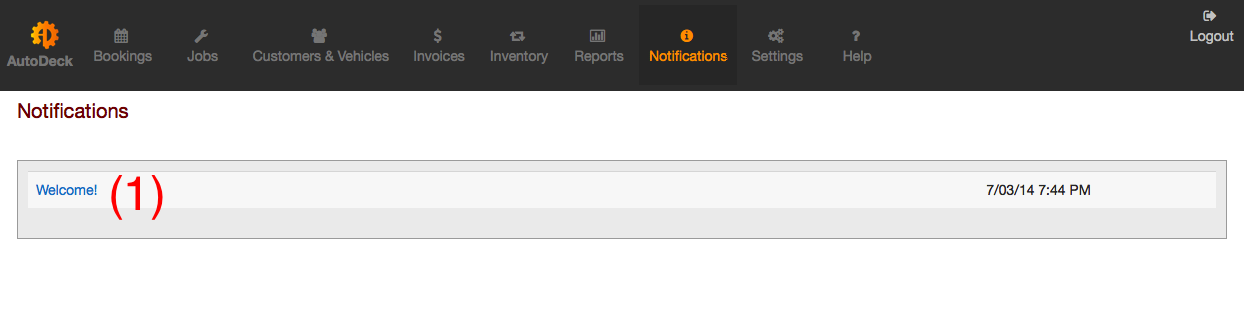 AutoDeck
Bookings
Jobs
Customers & Vehicles
$
Invoices
Inventory
Reports
Notifications
Settings
?
Help
Logout
Notifications
Welcome! (1) 7/03/14 7:44 PM